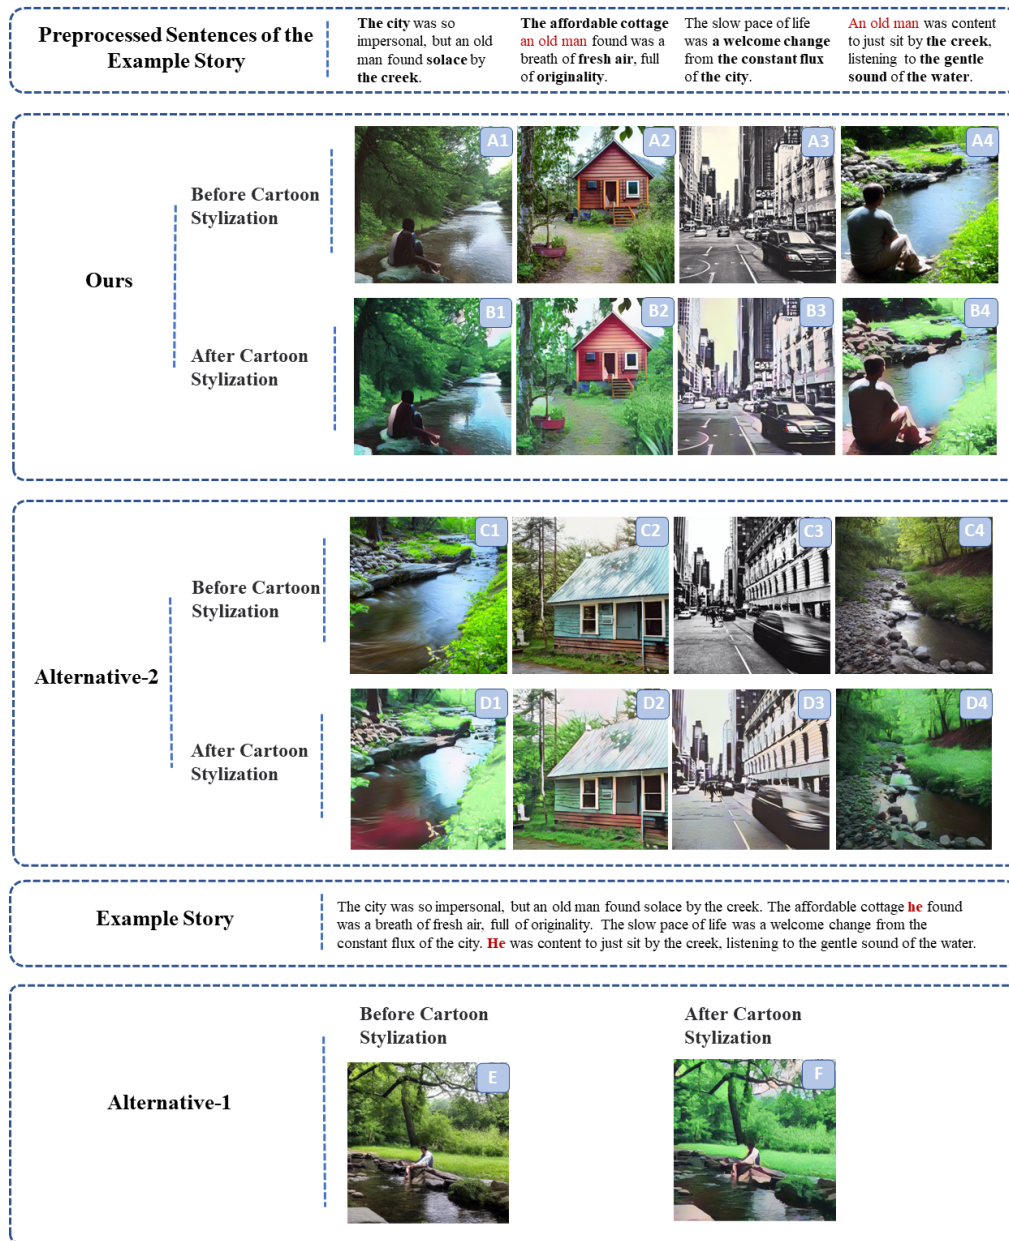 Preprocessed Sentences of the
Example Story
The city was so
impersonal, but an old
man found solace by
the creek.
The affordable cottage
an old man found was a
breath of fresh air, full
of originality.
The slow pace of life
was a welcome change
from the constant flux
of the city.
An old man was content
to just sit by the creek,
listening to the gentle
sound of the water.
Ours
Before Cartoon
Stylization
A1
A2
A3
A4
After Cartoon
Stylization
B1
B2
B3
B4
Alternative-2
Before Cartoon
Stylization
C1
C2
C3
C4
After Cartoon
Stylization
D1
D2
D3
D4
Example Story
The city was so impersonal, but an old man found solace by the creek. The affordable cottage he found
was a breath of fresh air, full of originality. The slow pace of life was a welcome change from the
constant flux of the city. He was content to just sit by the creek, listening to the gentle sound of the water.
Alternative-1
Before Cartoon
Stylization
E
After Cartoon
Stylization
F